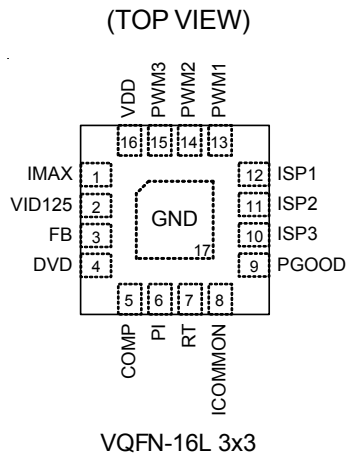 (TOP VIEW)
VDD
PWM3
PWM2
PWM1
16
15
14
13
IMAX
1
VID125
2
FB
3
DVD
4
12
ISP1
11
ISP2
10
ISP3
9
PGOOD
GND
17
5
6
7
8
COMP
PI
RT
ICOMMON
VQFN-16L 3x3